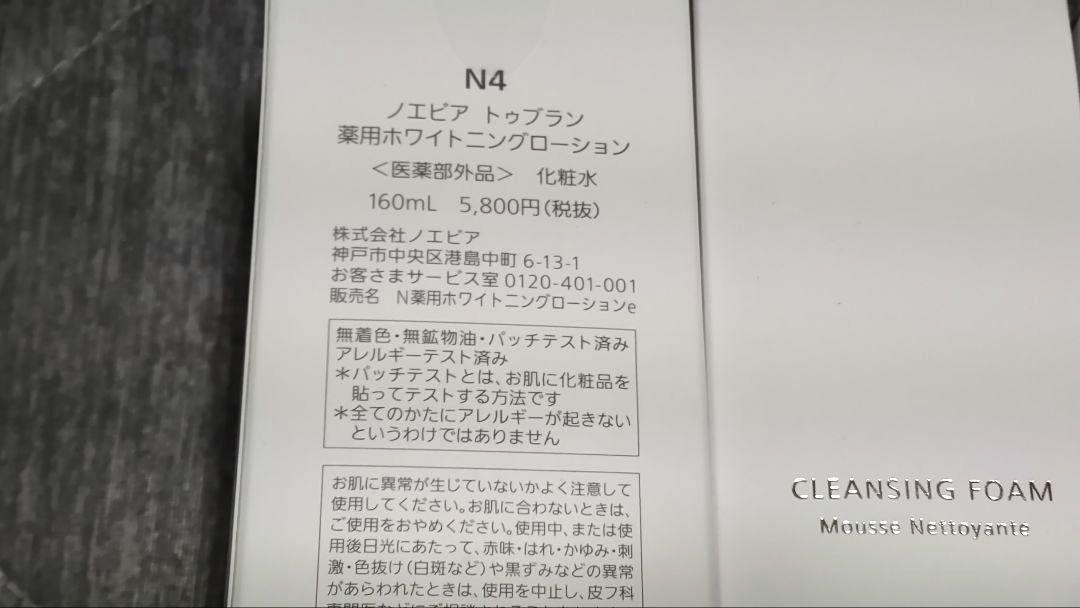 N4
ノエビア トゥブラン
薬用ホワイトニングローション
＜医薬部外品＞ 化粧水
160mL 5,800円(税抜)
株式会社ノエビア
神戸市中央区港島中町 6-13-1
お客さまサービス室 0120-401-001
販売名 N薬用ホワイトニングローションe
無着色・無鉱物油・パッチテスト済み
アレルギーテスト済み
＊パッチテストとは、お肌に化粧品を
貼ってテストする方法です
＊全てのかたにアレルギーが起きない
というわけではありません
お肌に異常が生じていないかよく注意して
使用してください。お肌に合わないときは、
ご使用をおやめください。使用中、または使
用後日光にあたって、赤味・はれ・かゆみ・刺
激・色抜け(白斑など)や黒ずみなどの異常
があらわれたときは、使用を中止し、皮フ科
CLEANSING FOAM
Mousse Nettoyante